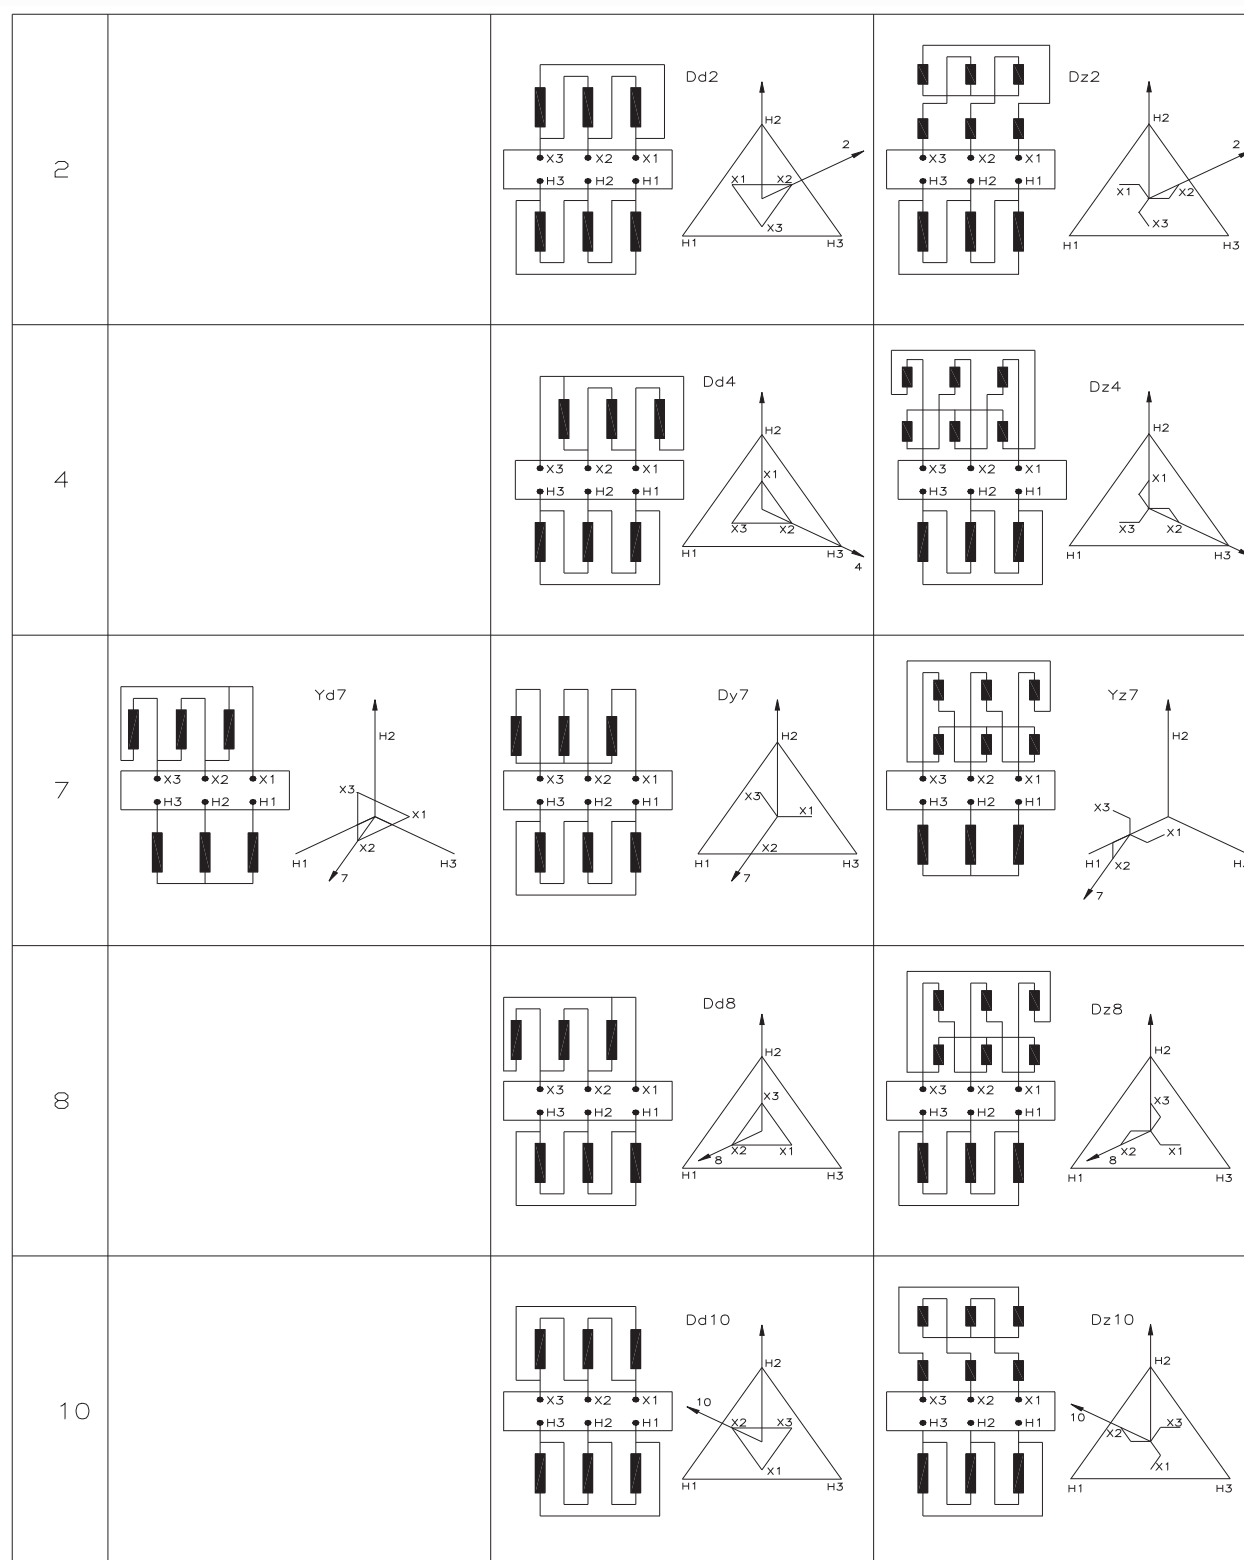 2
Dd2
H2
2
X1 X2
X3
H1 H3
X3 X2 X1
H3 H2 H1
Dz2
H2
2
X1 X2
X3
H1 H3
X3 X2 X1
H3 H2 H1
4
Dd4
H2
X1
X3 X2
H1 H3
4
X3 X2 X1
H3 H2 H1
Dz4
H2
X1
X3 X2
H1 H3
X3 X2 X1
H3 H2 H1
7
Yd7
H2
X3
X1
X2
H1 H3
7
X3 X2 X1
H3 H2 H1
Dy7
H2
X3
X1
X2
H1 H3
7
X3 X2 X1
H3 H2 H1
Yz7
H2
X3
X1
H1 X2
7
X3 X2 X1
H3 H2 H1
8
Dd8
H2
X3
X2 X1
8
H1 H3
X3 X2 X1
H3 H2 H1
Dz8
H2
X3
X2 X1
8
H1 H3
X3 X2 X1
H3 H2 H1
10
Dd10
H2
10
X2 X3
X1
H1 H3
X3 X2 X1
H3 H2 H1
Dz10
H2
10
X2 X3
X1
H1 H3
X3 X2 X1
H3 H2 H1